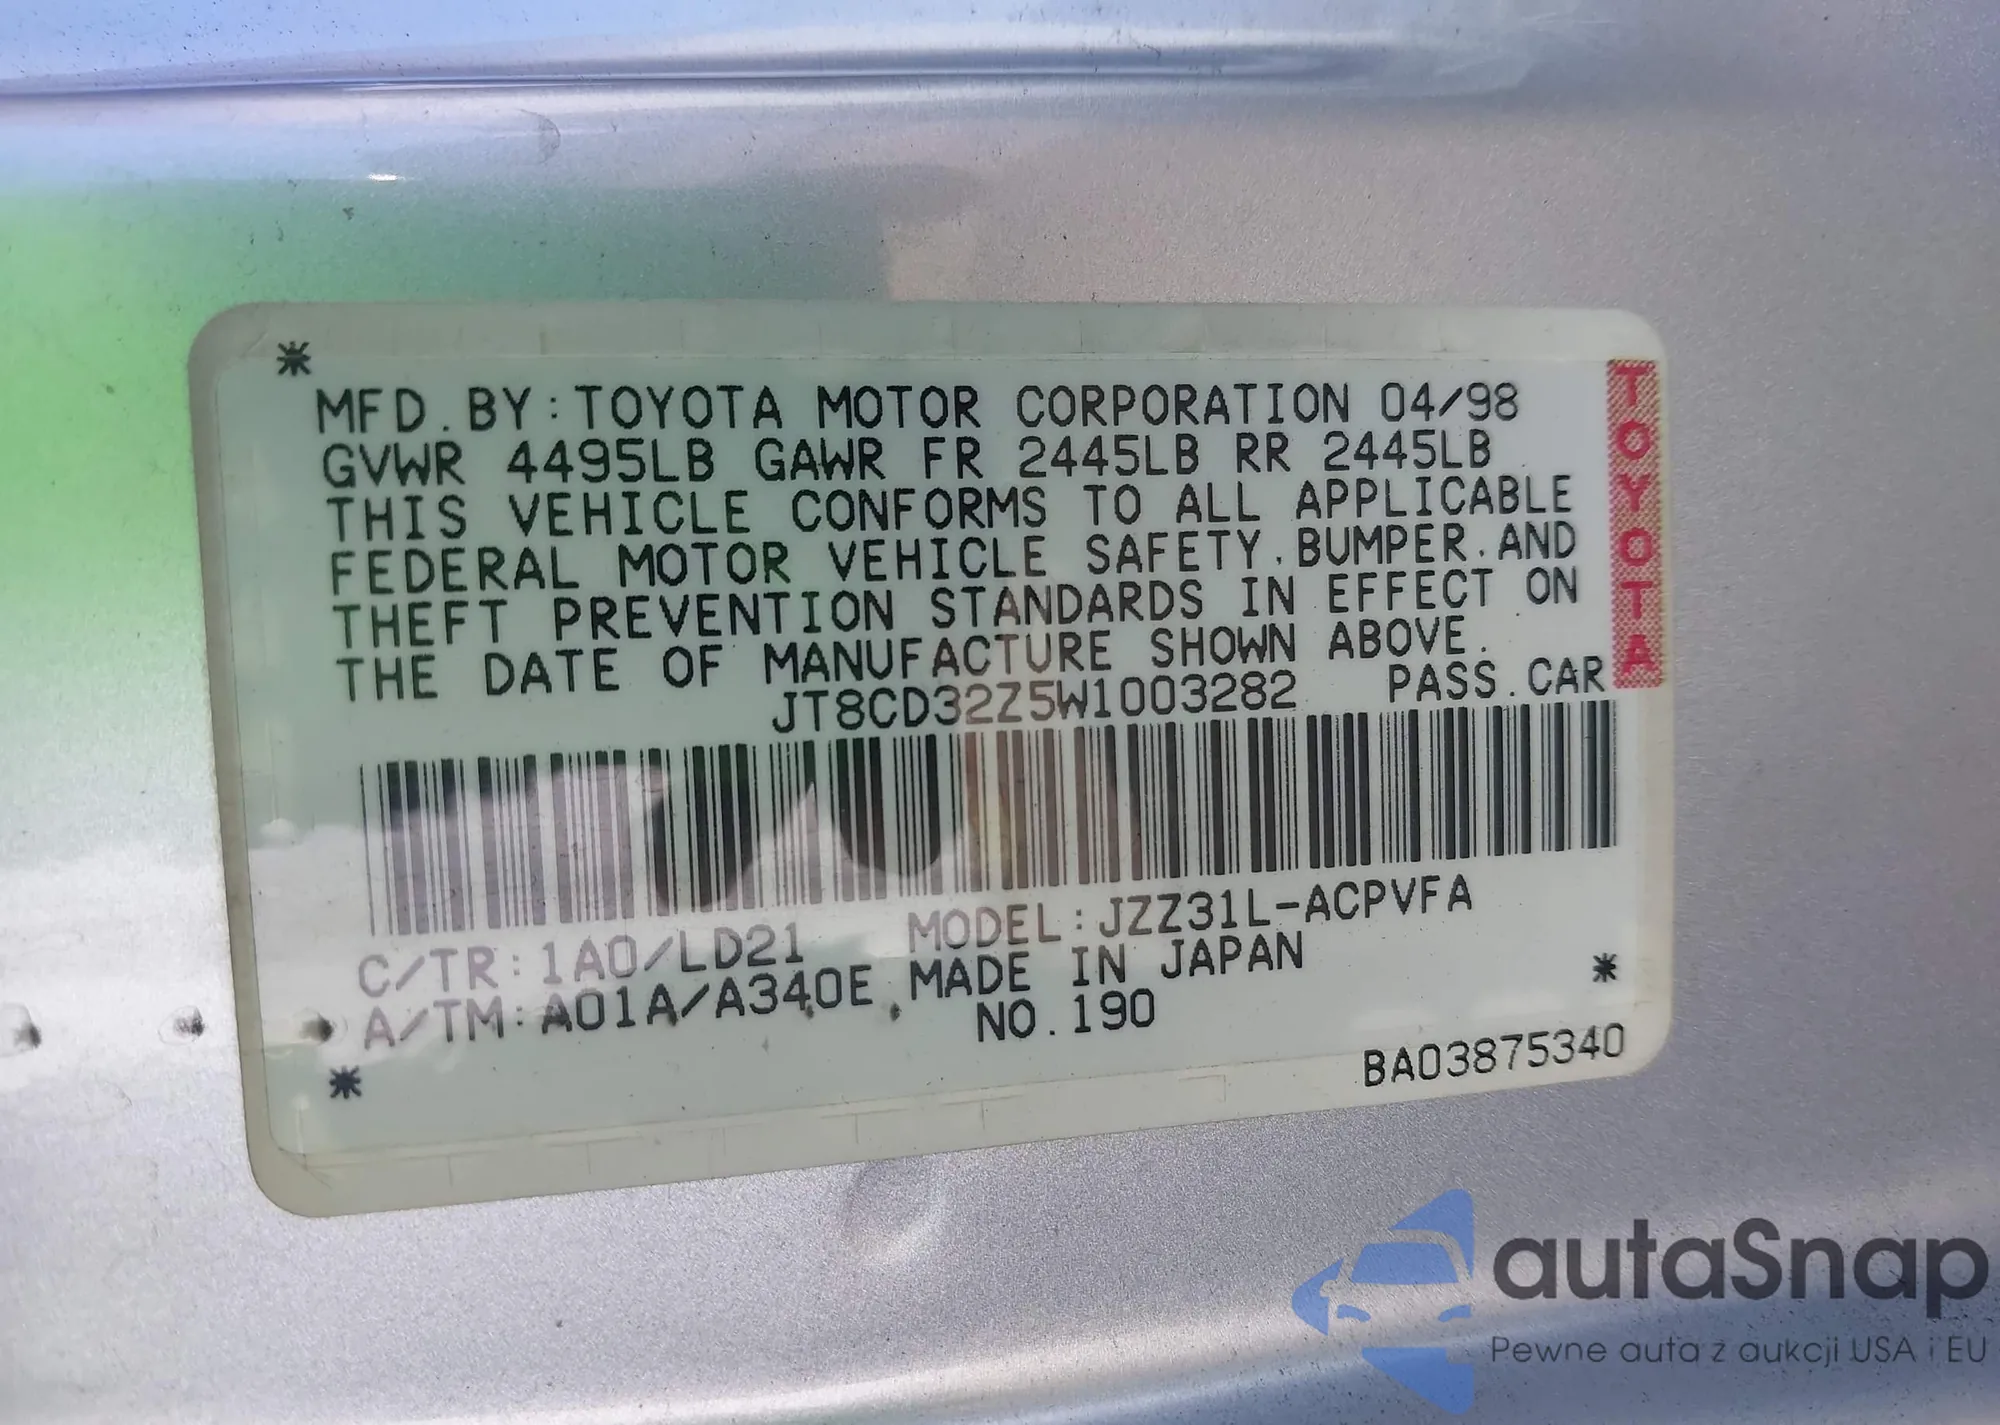 MFD.BY:TOYOTA MOTOR CORPORATION 04/98
GVWR 4495LB GAWR FR 2445LB RR 2445LB
THIS VEHICLE CONFORMS TO ALL APPLICABLE
FEDERAL MOTOR VEHICLE SAFETY.BUMPER.AND
THEFT PREVENTION STANDARDS IN EFFECT ON
THE DATE OF MANUFACTURE SHOWN ABOVE.
JT8CD32Z5W1003282 PASS.CAR
TOYOTA
C/TR:1A0/LD21 MODEL:JZZ31L-ACPVFA
A/TM:A01A/A340E MADE IN JAPAN
NO.190
BA03875340
autaSnap
Pewne auta z aukcji USA i EU